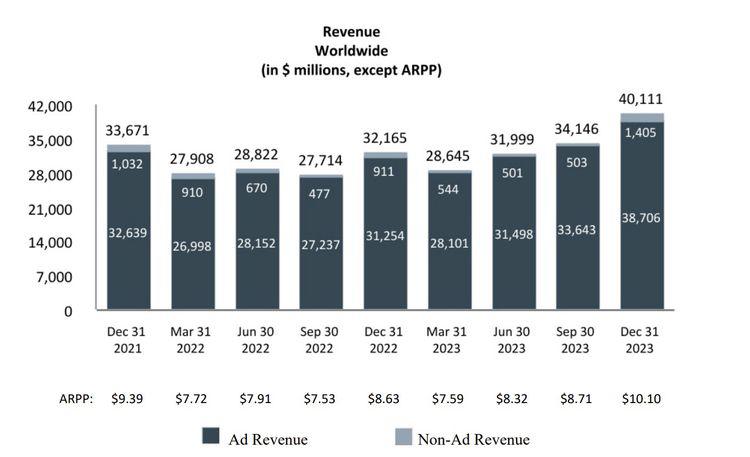 Revenue
Worldwide
(in $ millions, except ARPP)
42,000
35,000
28,000
21,000
14,000
7,000
0
33,671 27,908 28,822 27,714 32,165 28,645 31,999 34,146 40,111
1,032 910 670 477 911 544 501 503 1,405
32,639 26,998 28,152 27,237 31,254 28,101 31,498 33,643 38,706
Dec 31 Mar 31 Jun 30 Sep 30 Dec 31 Mar 31 Jun 30 Sep 30 Dec 31
2021 2022 2022 2022 2022 2023 2023 2023 2023
ARPP: $9.39 $7.72 $7.91 $7.53 $8.63 $7.59 $8.32 $8.71 $10.10
Ad Revenue Non-Ad Revenue